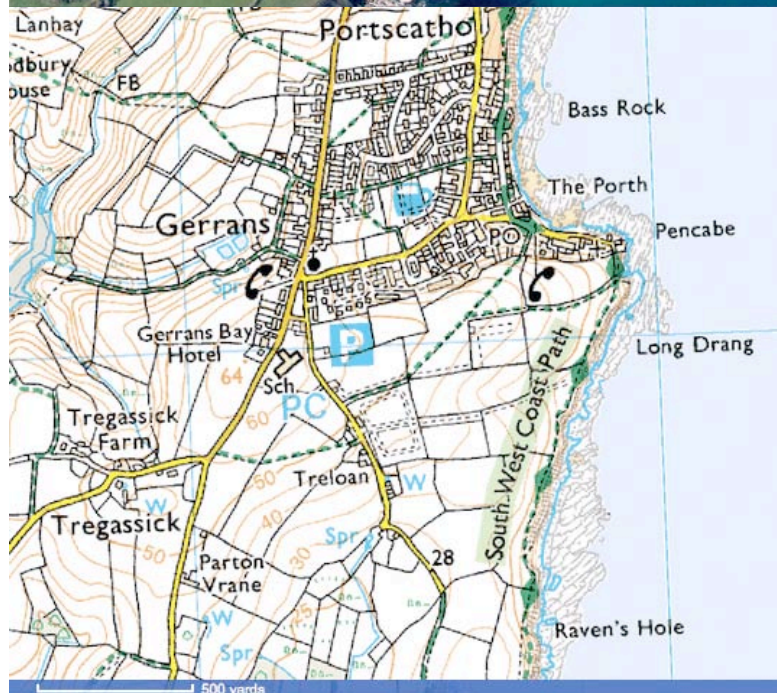 Lanhay
Portscatho
dbury
ouse
FB
Bass Rock
The Porth
Gerrans
P
PO
Pencabe
Spr
Gerrans Bay
Hotel
P
Long Drang
64
Sch
60
PC
South West Coast Path
Tregassick
Farm
50
Treloan
W
W
40
Tregassick
Spr
50
30
28
Parton
Vrane
25
W
Raven's Hole
Spr
500 yards